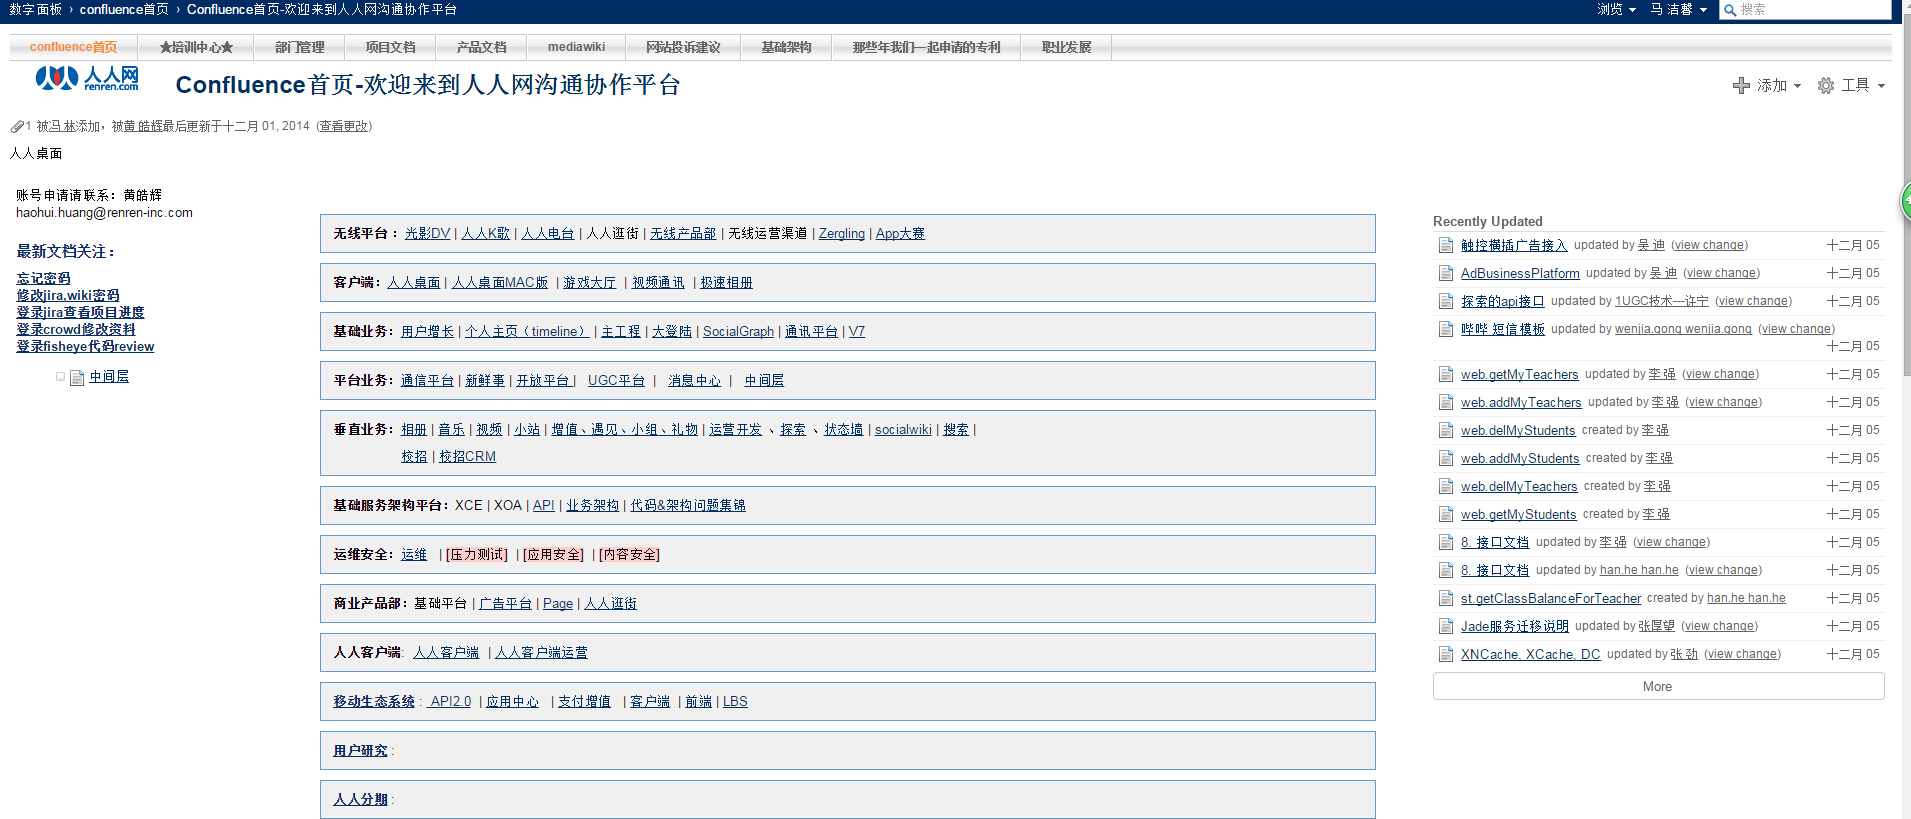 数字面板 › confluence首页 › Confluence首页-欢迎来到人人网沟通协作平台
浏览 马 洁馨 搜索
confluence首页 ★培训中心★ 部门管理 项目文档 产品文档 mediawiki 网站投诉建议 基础架构 那些年我们一起申请的专利 职业发展
人人网 renren.com
Confluence首页-欢迎来到人人网沟通协作平台
添加 工具
1 被冯 林添加，被黄 皓辉最后更新于十二月 01, 2014 (查看更改)
人人桌面
账号申请请联系：黄皓辉
haohui.huang@renren-inc.com
最新文档关注：
忘记密码
修改jira,wiki密码
登录jira查看项目进度
登录crowd修改资料
登录fisheye代码review
中间层
无线平台： 光影DV | 人人K歌 | 人人电台 | 人人逛街 | 无线产品部 | 无线运营渠道 | Zergling | App大赛
客户端：人人桌面 | 人人桌面MAC版 | 游戏大厅 | 视频通讯 | 极速相册
基础业务：用户增长 | 个人主页（timeline） | 主工程 | 大登陆 | SocialGraph | 通讯平台 | V7
平台业务：通信平台 | 新鲜事 | 开放平台 | UGC平台 | 消息中心 | 中间层
垂直业务：相册 | 音乐 | 视频 | 小站 | 增值、遇见、小组、礼物 | 运营开发 、探索 、状态墙 | socialwiki | 搜索 |
校招 | 校招CRM
基础服务架构平台：XCE | XOA | API | 业务架构 | 代码&架构问题集锦
运维安全：运维 | [压力测试] | [应用安全] | [内容安全]
商业产品部：基础平台 | 广告平台 | Page | 人人逛街
人人客户端: 人人客户端 | 人人客户端运营
移动生态系统 : API2.0 | 应用中心 | 支付增值 | 客户端 | 前端 | LBS
用户研究 :
人人分期 :
Recently Updated
触控横插广告接入 updated by 吴 迪 (view change) 十二月 05
AdBusinessPlatform updated by 吴 迪 (view change) 十二月 05
探索的api接口 updated by 1UGC技术---许宁 (view change) 十二月 05
哔哔 短信模板 updated by wenjia.gong wenjia.gong (view change)
十二月 05
web.getMyTeachers updated by 李 强 (view change) 十二月 05
web.addMyTeachers updated by 李 强 (view change) 十二月 05
web.delMyStudents created by 李 强 十二月 05
web.addMyStudents created by 李 强 十二月 05
web.delMyTeachers created by 李 强 十二月 05
web.getMyStudents created by 李 强 十二月 05
8. 接口文档 updated by 李 强 (view change) 十二月 05
8. 接口文档 updated by han.he han.he (view change) 十二月 05
st.getClassBalanceForTeacher created by han.he han.he 十二月 05
Jade服务迁移说明 updated by 张厚望 (view change) 十二月 05
XNCache, XCache, DC updated by 张 劲 (view change) 十二月 05
More